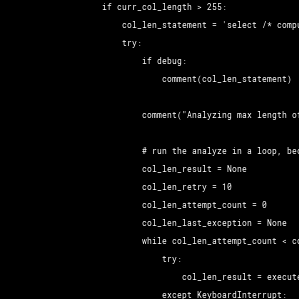 if curr_col_length > 255:
col_len_statement = 'select /* compu
try:
if debug:
comment(col_len_statement)
comment("Analyzing max length of
# run the analyze in a loop, bec
col_len_result = None
col_len_retry = 10
col_len_attempt_count = 0
col_len_last_exception = None
while col_len_attempt_count < co
try:
col_len_result = execute
except KeyboardInterrupt: